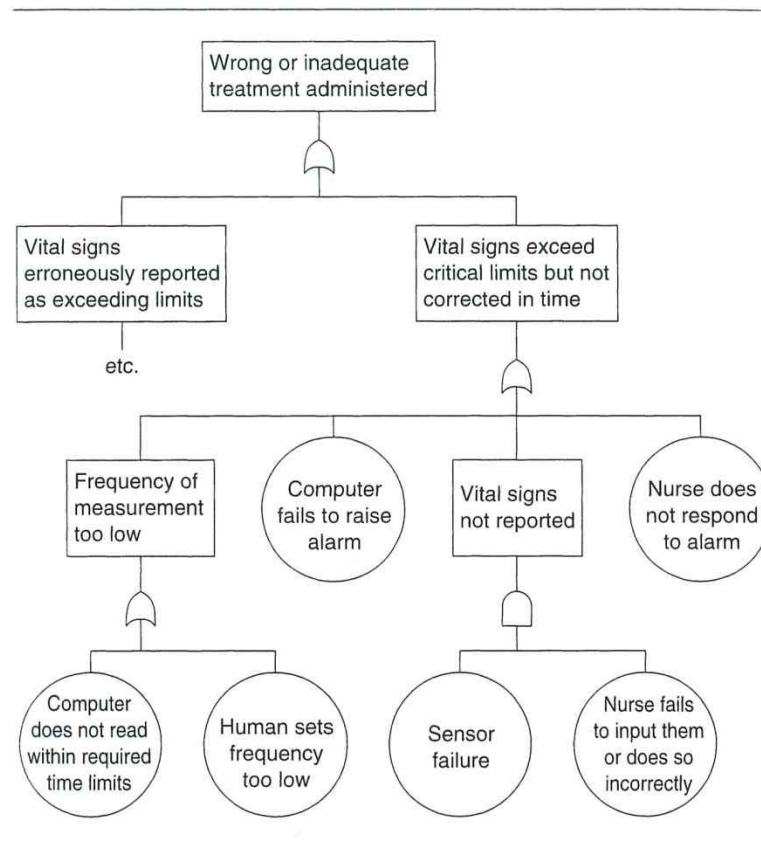 Wrong or inadequate
treatment administered
Vital signs
erroneously reported
as exceeding limits
etc.
Vital signs exceed
critical limits but not
corrected in time
Frequency of
measurement
too low
Computer
fails to raise
alarm
Vital signs
not reported
Nurse does
not respond
to alarm
Computer
does not read
within required
time limits
Human sets
frequency
too low
Sensor
failure
Nurse fails
to input them
or does so
incorrectly